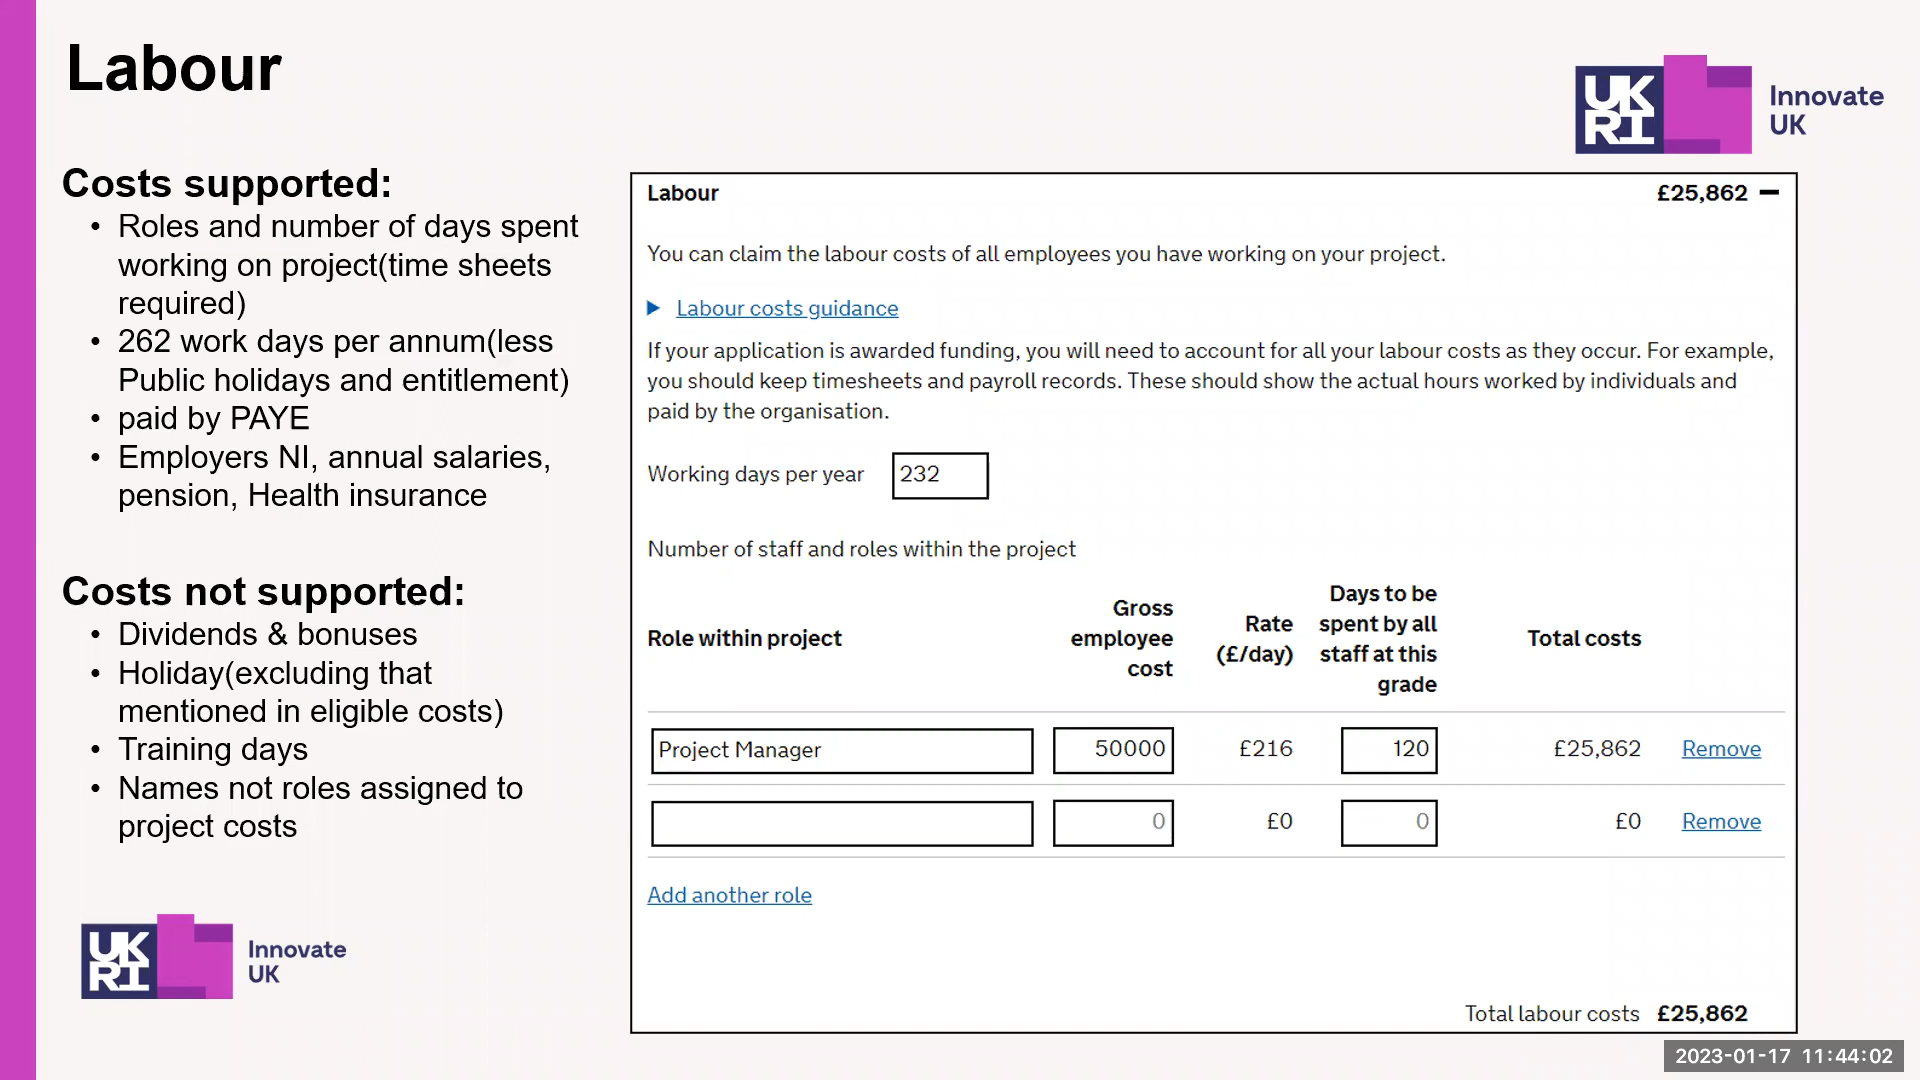 Labour
UK
RI
Innovate
UK
Costs supported:
• Roles and number of days spent
working on project(time sheets
required)
• 262 work days per annum(less
Public holidays and entitlement)
• paid by PAYE
• Employers NI, annual salaries,
pension, Health insurance
Costs not supported:
• Dividends & bonuses
• Holiday(excluding that
mentioned in eligible costs)
• Training days
• Names not roles assigned to
project costs
UK
RI
Innovate
UK
Labour £25,862
You can claim the labour costs of all employees you have working on your project.
Labour costs guidance
If your application is awarded funding, you will need to account for all your labour costs as they occur. For example,
you should keep timesheets and payroll records. These should show the actual hours worked by individuals and
paid by the organisation.
Working days per year 232
Number of staff and roles within the project
Role within project
Gross
employee
cost
Rate
(£/day)
Days to be
spent by all
staff at this
grade
Total costs
Project Manager 50000 £216 120 £25,862 Remove
0 £0 0 £0 Remove
Add another role
Total labour costs £25,862
2023-01-17 11:44:02